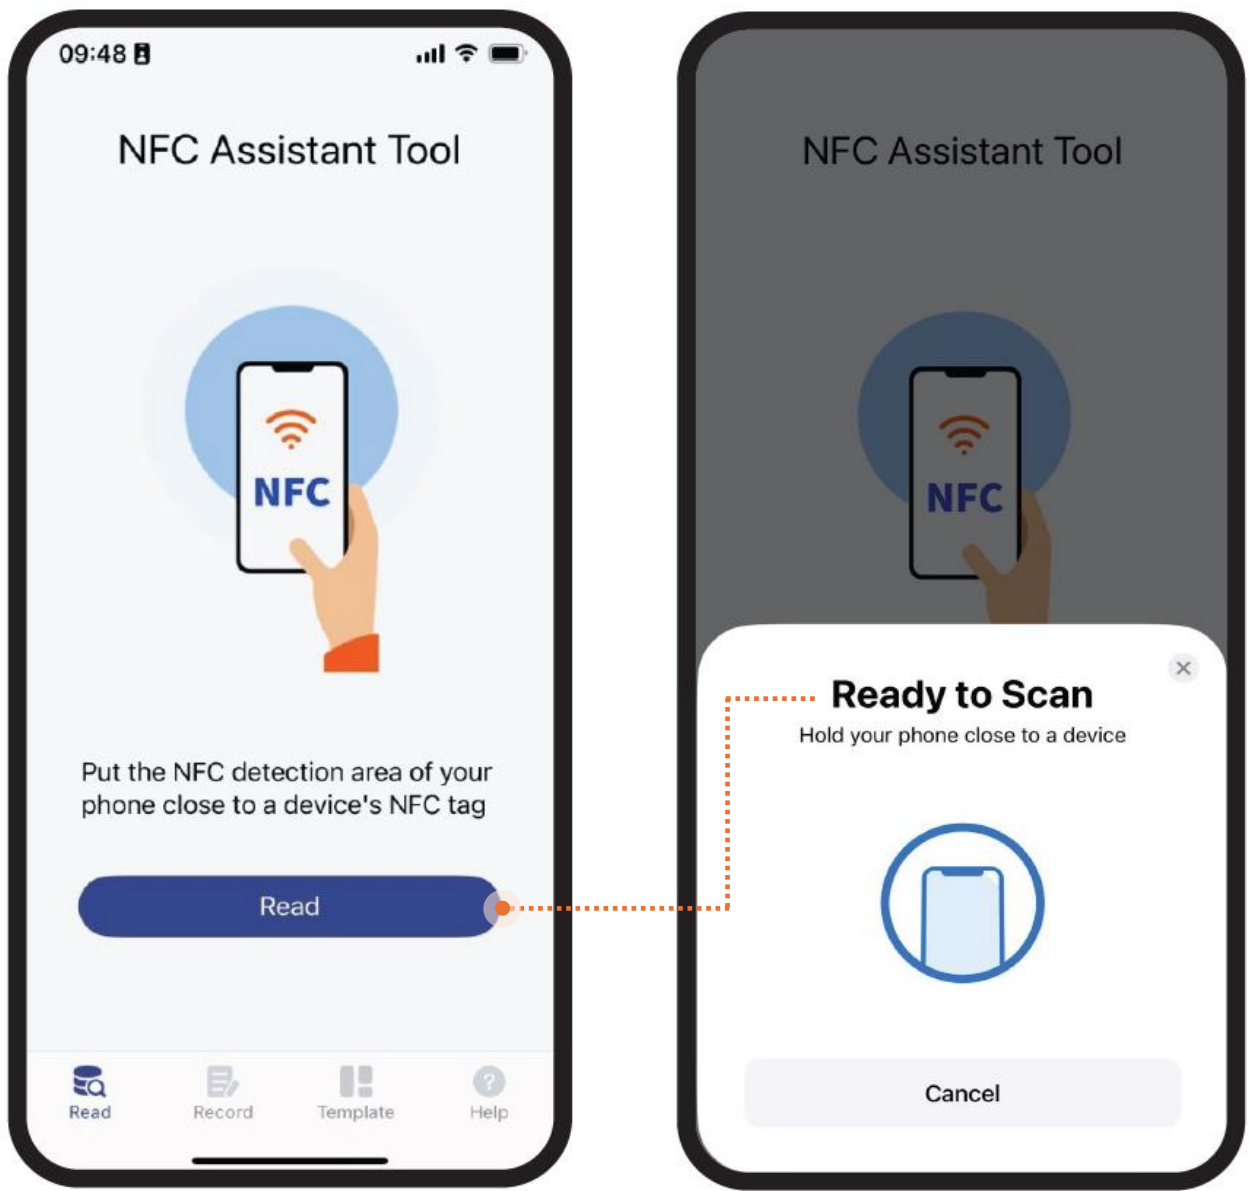 09:48
NFC Assistant Tool
NFC
Put the NFC detection area of your
phone close to a device's NFC tag
Read
Read
Record
Template
Help
NFC Assistant Tool
NFC
Ready to Scan
Hold your phone close to a device
Cancel